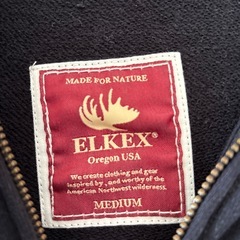 MADE FOR NATURE
ELKEX®
Oregon USA
We create clothing and gear
inspired by, and worthy of the
American Northwest wilderness.
MEDIUM